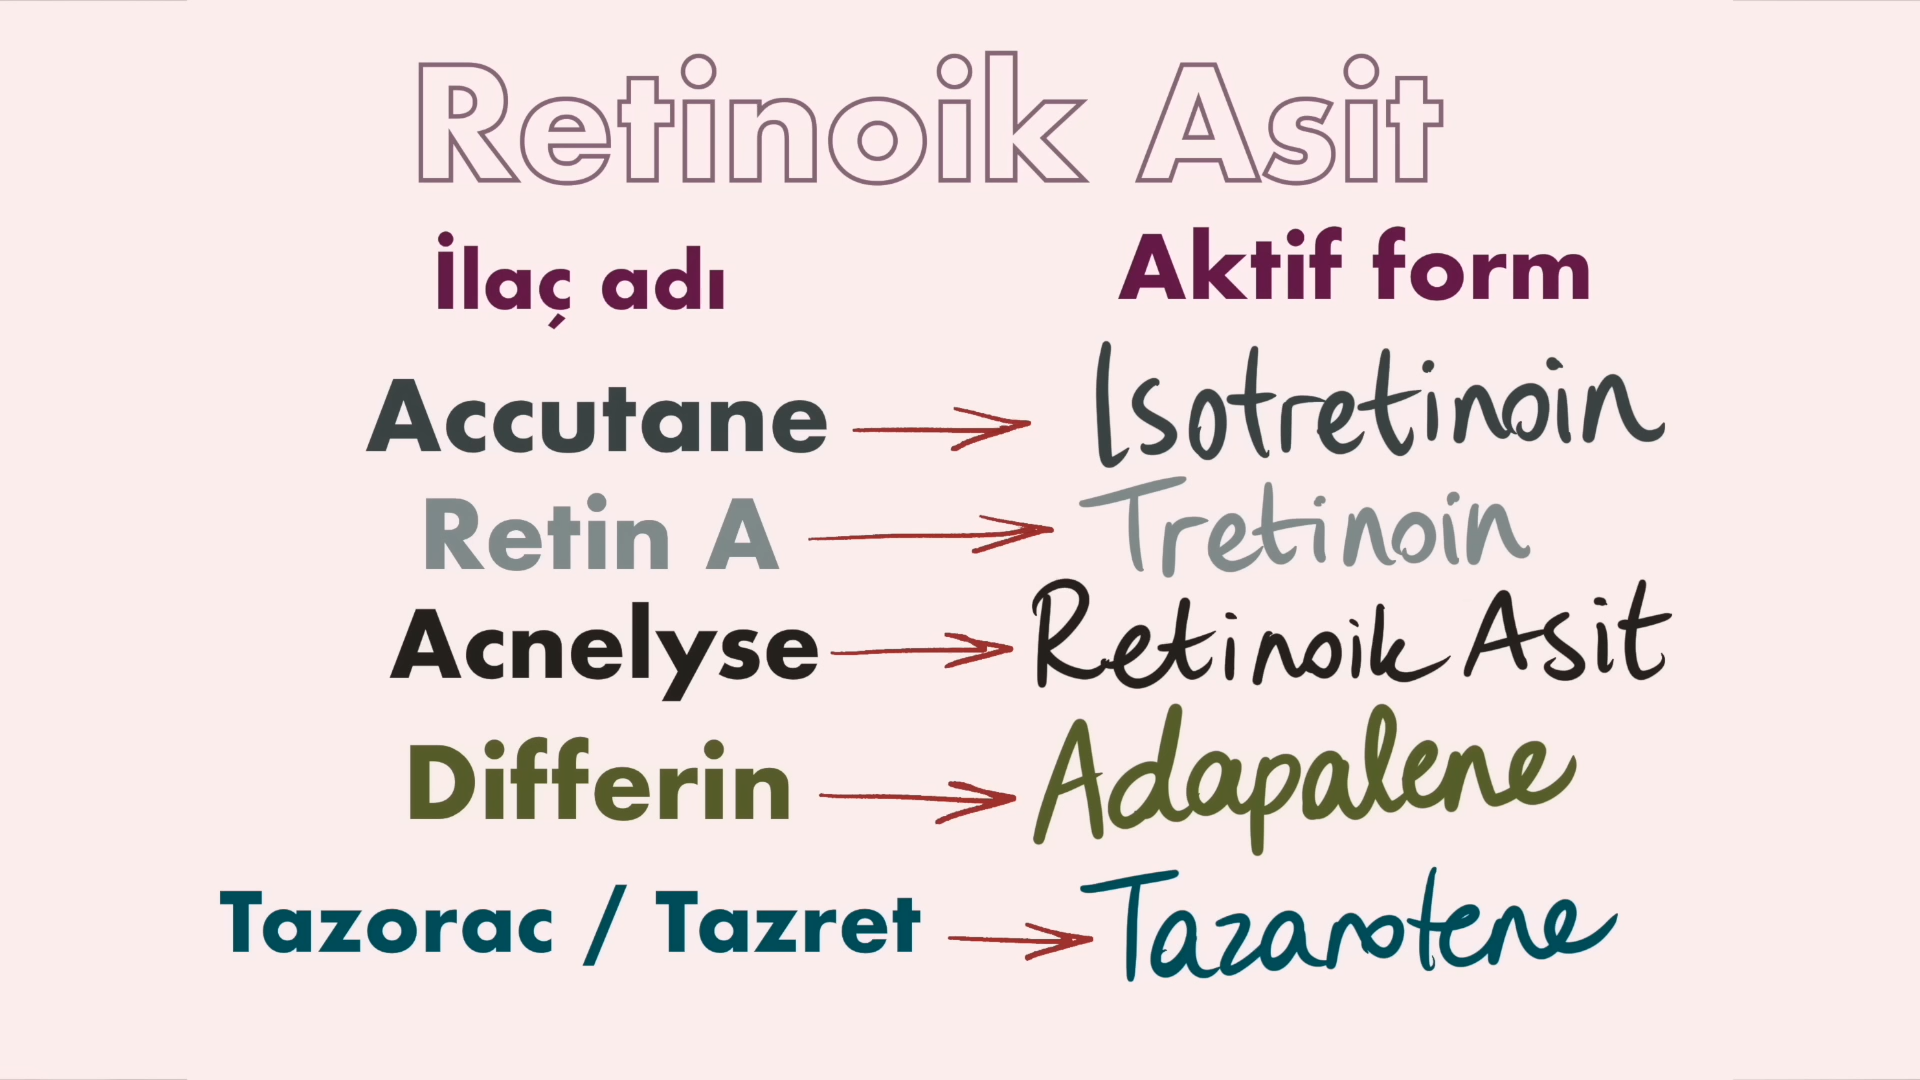 Retinoik Asit
İlaç adı Aktif form
Accutane → Isotretinoin
Retin A → Tretinoin
Acnelyse → Retinoik Asit
Differin → Adapalene
Tazorac / Tazret → Tazarotene